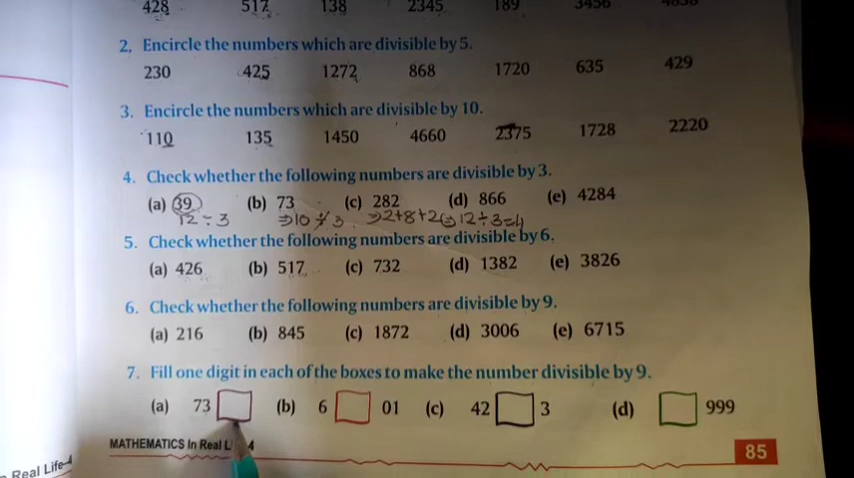 428 517 138 2345 189 3456
2. Encircle the numbers which are divisible by 5.
230 425 1272 868 1720 635 429
3. Encircle the numbers which are divisible by 10.
110 135 1450 4660 2375 1728 2220
4. Check whether the following numbers are divisible by 3.
(a) 39 (b) 73 (c) 282 (d) 866 (e) 4284
12 ÷ 3 ⇒10 ÷ 3 ⇒2+8+2⇒12÷3=4
5. Check whether the following numbers are divisible by 6.
(a) 426 (b) 517 (c) 732 (d) 1382 (e) 3826
6. Check whether the following numbers are divisible by 9.
(a) 216 (b) 845 (c) 1872 (d) 3006 (e) 6715
7. Fill one digit in each of the boxes to make the number divisible by 9.
(a) 73 (b) 6 01 (c) 42 3 (d) 999
MATHEMATICS In Real L 4
85
Real Life-4